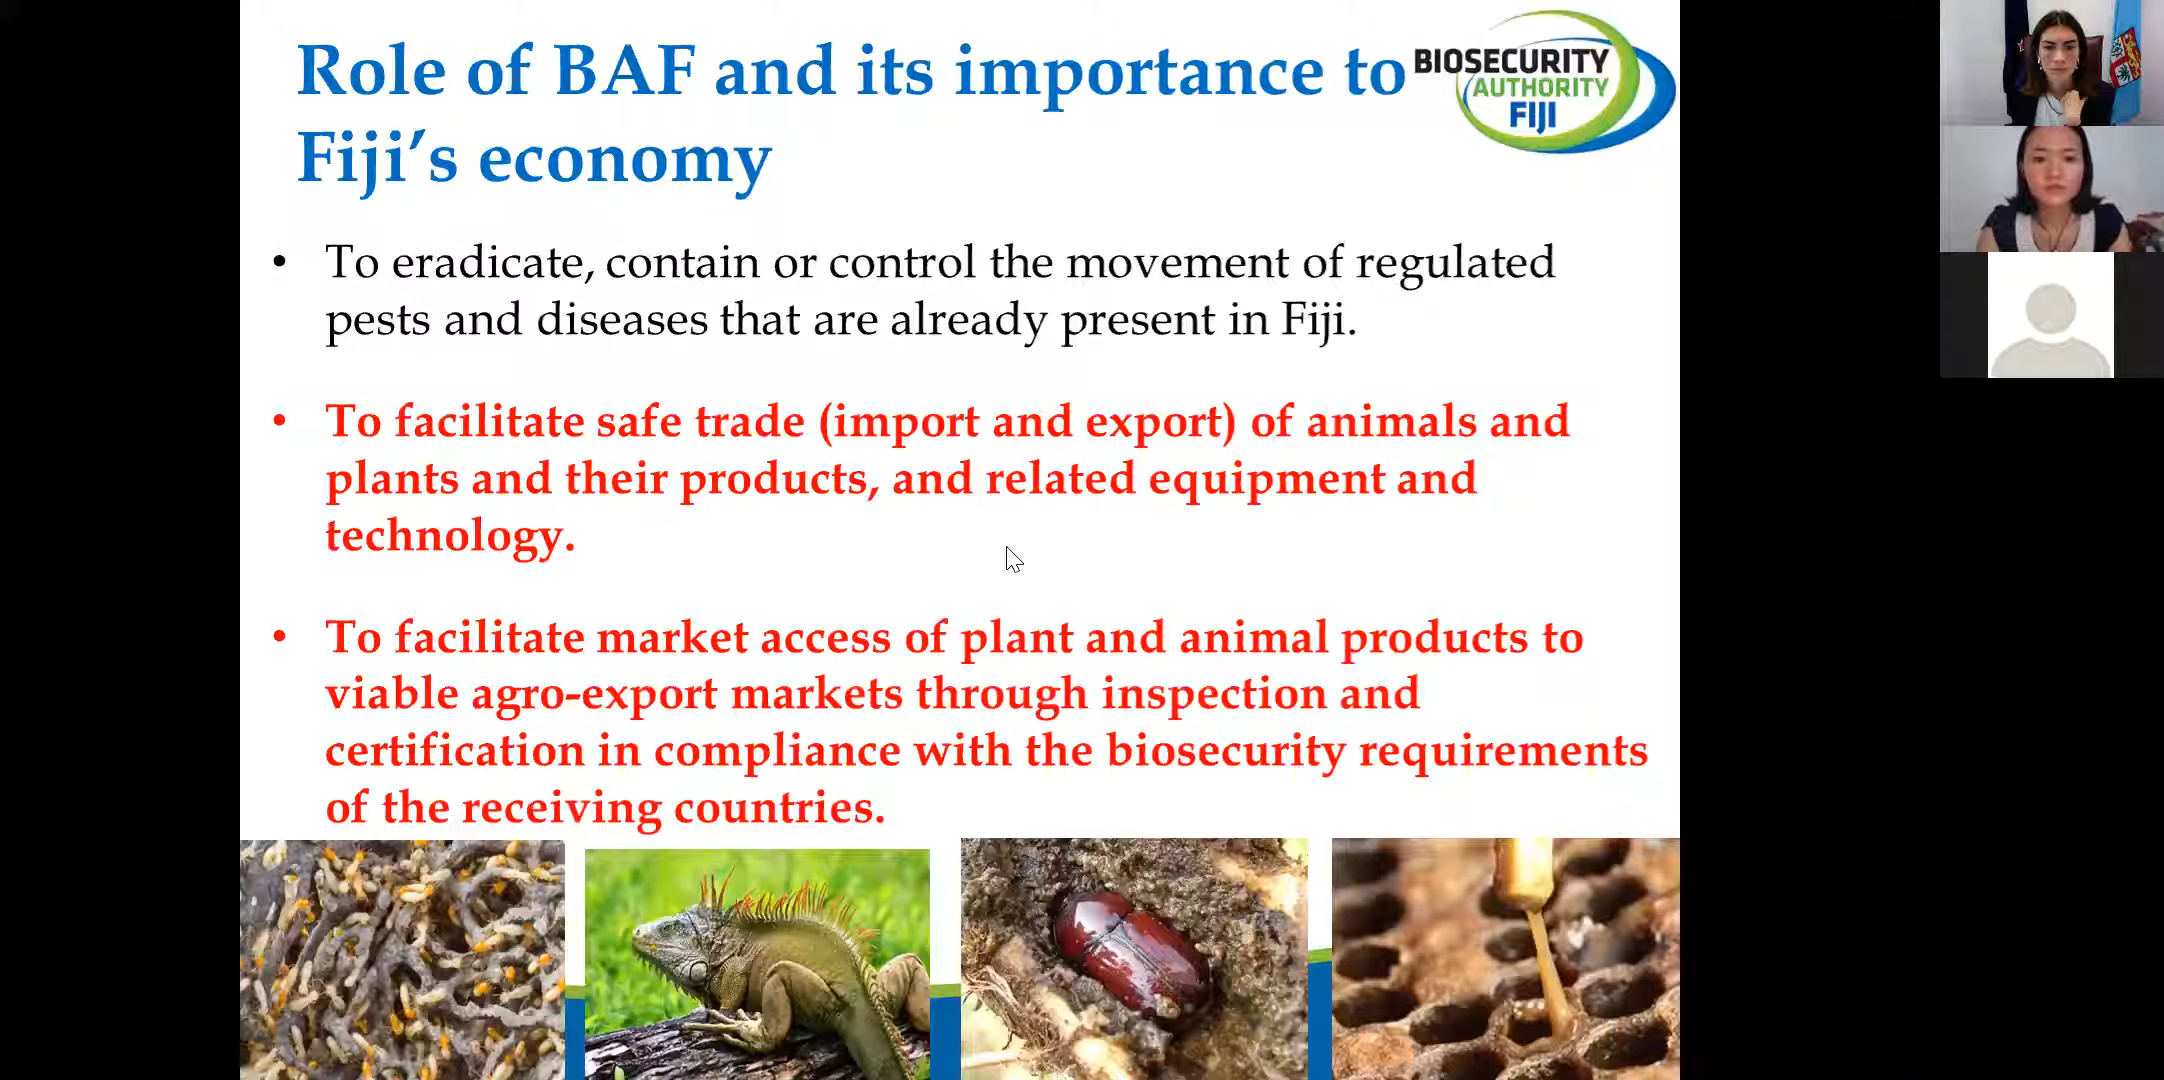 Role of BAF and its importance to
Fiji’s economy
BIOSECURITY
AUTHORITY
FIJI
• To eradicate, contain or control the movement of regulated
pests and diseases that are already present in Fiji.
• To facilitate safe trade (import and export) of animals and
plants and their products, and related equipment and
technology.
• To facilitate market access of plant and animal products to
viable agro-export markets through inspection and
certification in compliance with the biosecurity requirements
of the receiving countries.